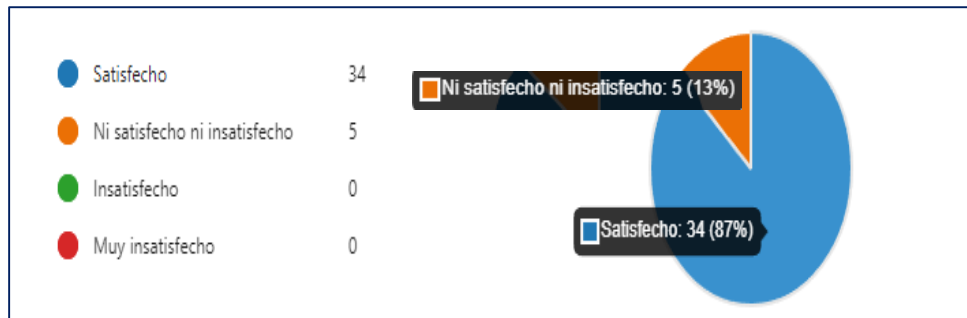 Satisfecho 34
Ni satisfecho ni insatisfecho: 5 (13%)
Ni satisfecho ni insatisfecho 5
Insatisfecho 0
Satisfecho: 34 (87%)
Muy insatisfecho 0